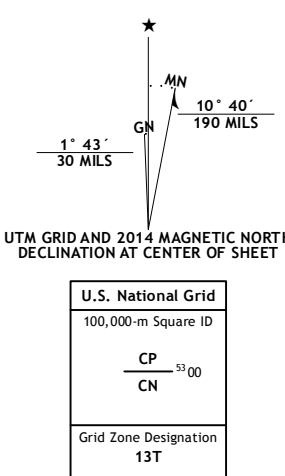 ★
MN
GN
10° 40´
190 MILS
1° 43´
30 MILS
UTM GRID AND 2014 MAGNETIC NORTH
DECLINATION AT CENTER OF SHEET
U.S. National Grid
100,000-m Square ID
CP
5300
CN
Grid Zone Designation
13T